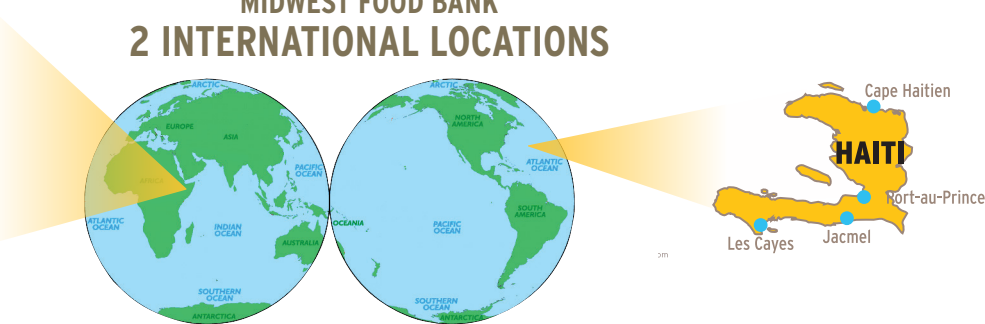 MIDWEST FOOD BANK
2 INTERNATIONAL LOCATIONS
ARCTIC
EUROPE
ASIA
AFRICA
PACIFIC
OCEAN
ATLANTIC
OCEAN
INDIAN
OCEAN
AUSTRALIA
SOUTHERN
OCEAN
ANTARCTICA
ARCTIC
NORTH
AMERICA
ATLANTIC
OCEAN
SOUTH
AMERICA
OCEANIA
PACIFIC
OCEAN
SOUTHERN
OCEAN
ANTARCTICA
Cape Haitien
HAITI
Port-au-Prince
Jacmel
Les Cayes
om